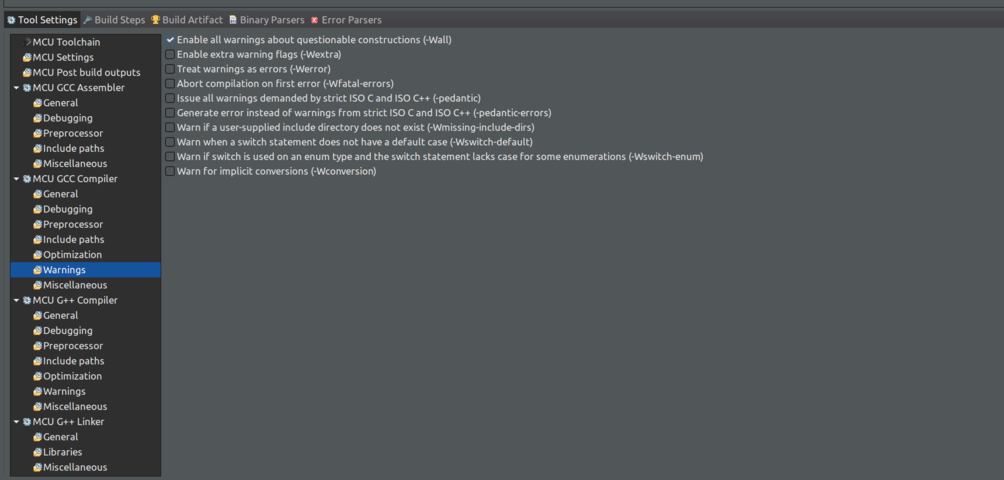 Tool Settings Build Steps Build Artifact Binary Parsers Error Parsers
MCU Toolchain
MCU Settings
MCU Post build outputs
MCU GCC Assembler
General
Debugging
Preprocessor
Include paths
Miscellaneous
MCU GCC Compiler
General
Debugging
Preprocessor
Include paths
Optimization
Warnings
Miscellaneous
MCU G++ Compiler
General
Debugging
Preprocessor
Include paths
Optimization
Warnings
Miscellaneous
MCU G++ Linker
General
Libraries
Miscellaneous
Enable all warnings about questionable constructions (-Wall)
Enable extra warning flags (-Wextra)
Treat warnings as errors (-Werror)
Abort compilation on first error (-Wfatal-errors)
Issue all warnings demanded by strict ISO C and ISO C++ (-pedantic)
Generate error instead of warnings from strict ISO C and ISO C++ (-pedantic-errors)
Warn if a user-supplied include directory does not exist (-Wmissing-include-dirs)
Warn when a switch statement does not have a default case (-Wswitch-default)
Warn if switch is used on an enum type and the switch statement lacks case for some enumerations (-Wswitch-enum)
Warn for implicit conversions (-Wconversion)